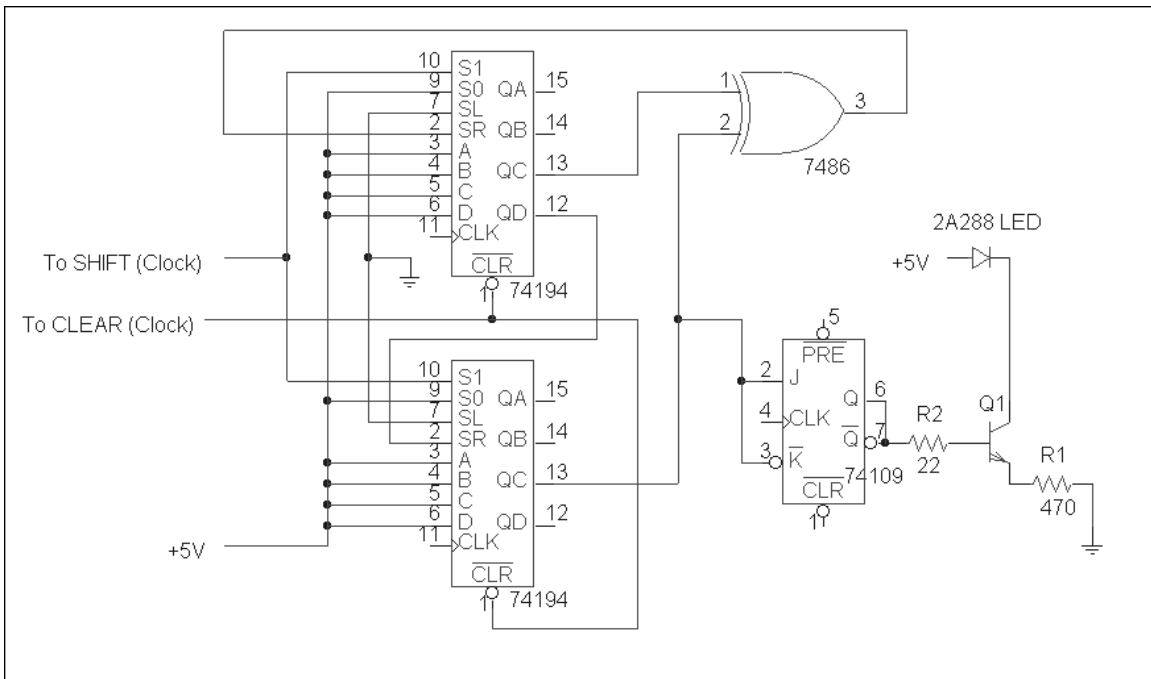 10 S1
9 S0 QA 15
7 SL
2 SR QB 14
3 A
4 B QC 13
5 C
6 D QD 12
11 CLK
CLR
1 74194
1
2
3
7486
To SHIFT (Clock)
To CLEAR (Clock)
2A288 LED
+5V
10 S1
9 S0 QA 15
7 SL
2 SR QB 14
3 A
4 B QC 13
5 C
6 D QD 12
11 CLK
CLR
1 74194
+5V
5
PRE
2 J
Q 6
4 CLK
Q 7
3 K
74109
CLR
1
R2
22
Q1
R1
470